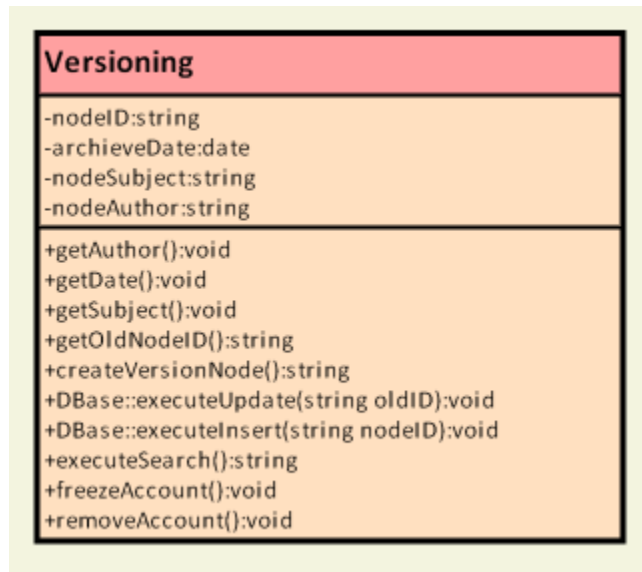 Versioning
-nodeID:string
-archieveDate:date
-nodeSubject:string
-nodeAuthor:string
+getAuthor():void
+getDate():void
+getSubject():void
+getOldNodeID():string
+createVersionNode():string
+DBase::executeUpdate(string oldID):void
+DBase::executeInsert(string nodeID):void
+executeSearch():string
+freezeAccount():void
+removeAccount():void